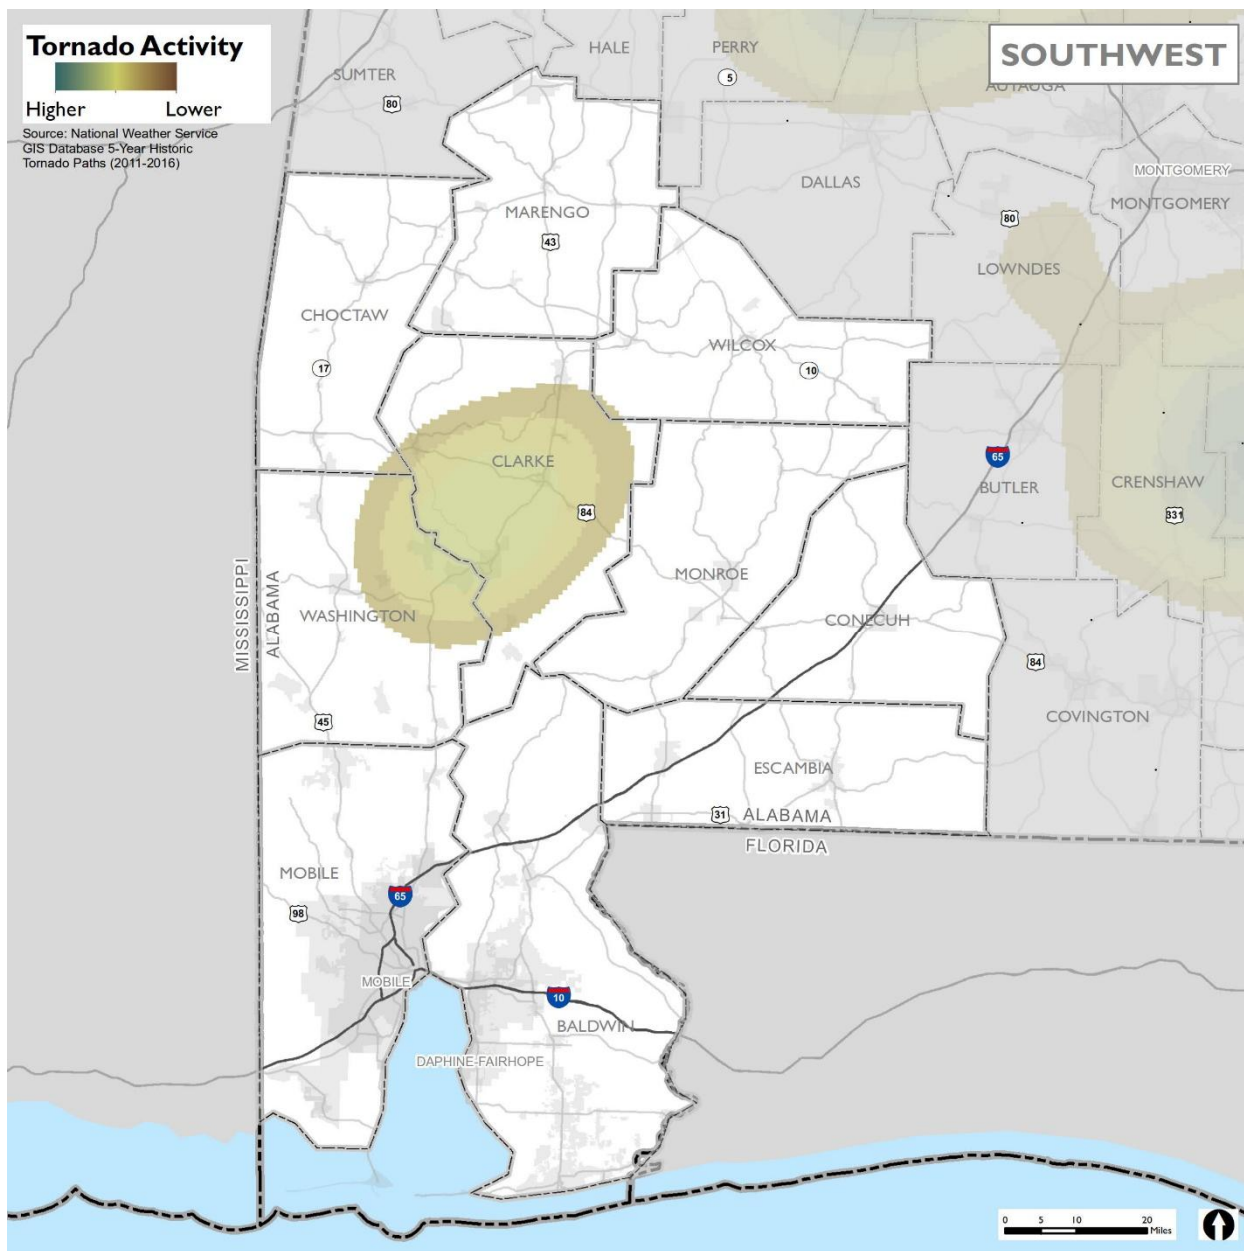 Tornado Activity
Higher Lower
Source: National Weather Service
GIS Database 5-Year Historic
Tornado Paths (2011-2016)
SOUTHWEST
HALE
PERRY
SUMTER
5
80
AUTAUGA
MONTGOMERY
DALLAS
MONTGOMERY
MARENGO
80
43
LOWNDES
CHOCTAW
WILCOX
17
10
CLARKE
65
BUTLER
CRENSHAW
84
331
MONROE
WASHINGTON
CONECUH
MISSISSIPPI
ALABAMA
84
45
COVINGTON
ESCAMBIA
31
ALABAMA
FLORIDA
MOBILE
65
98
MOBILE
10
BALDWIN
DAPHINE-FAIRHOPE
0 5 10 20
Miles